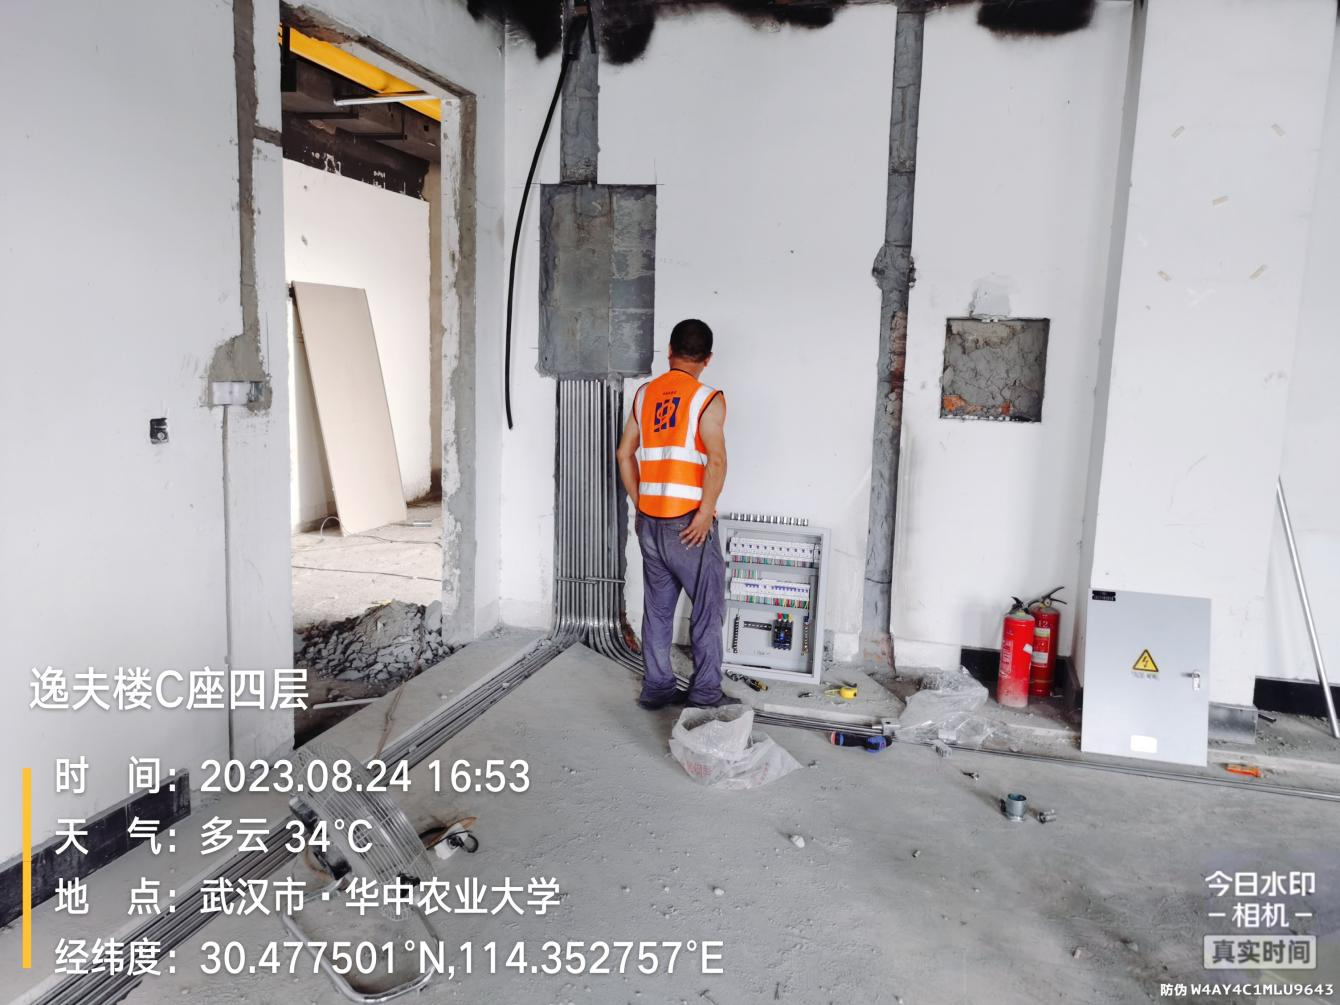 逸夫楼C座四层
时 间：2023.08.24 16:53
天 气：多云 34℃
地 点：武汉市·华中农业大学
经纬度：30.477501°N,114.352757°E
今日水印
-相机-
真实时间
防伪 W4AY4C1MLU9643